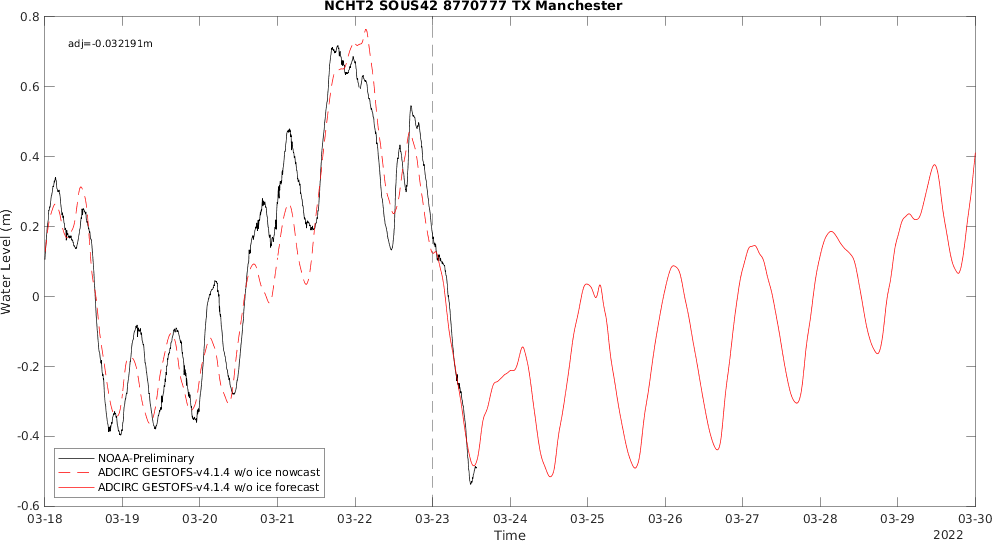 NCHT2 SOUS42 8770777 TX Manchester
adj=-0.032191m
0.8
0.6
0.4
0.2
0
-0.2
-0.4
-0.6
Water Level (m)
NOAA-Preliminary
ADCIRC GESTOFS-v4.1.4 w/o ice nowcast
ADCIRC GESTOFS-v4.1.4 w/o ice forecast
03-18 03-19 03-20 03-21 03-22 03-23 03-24 03-25 03-26 03-27 03-28 03-29 03-30
Time
2022